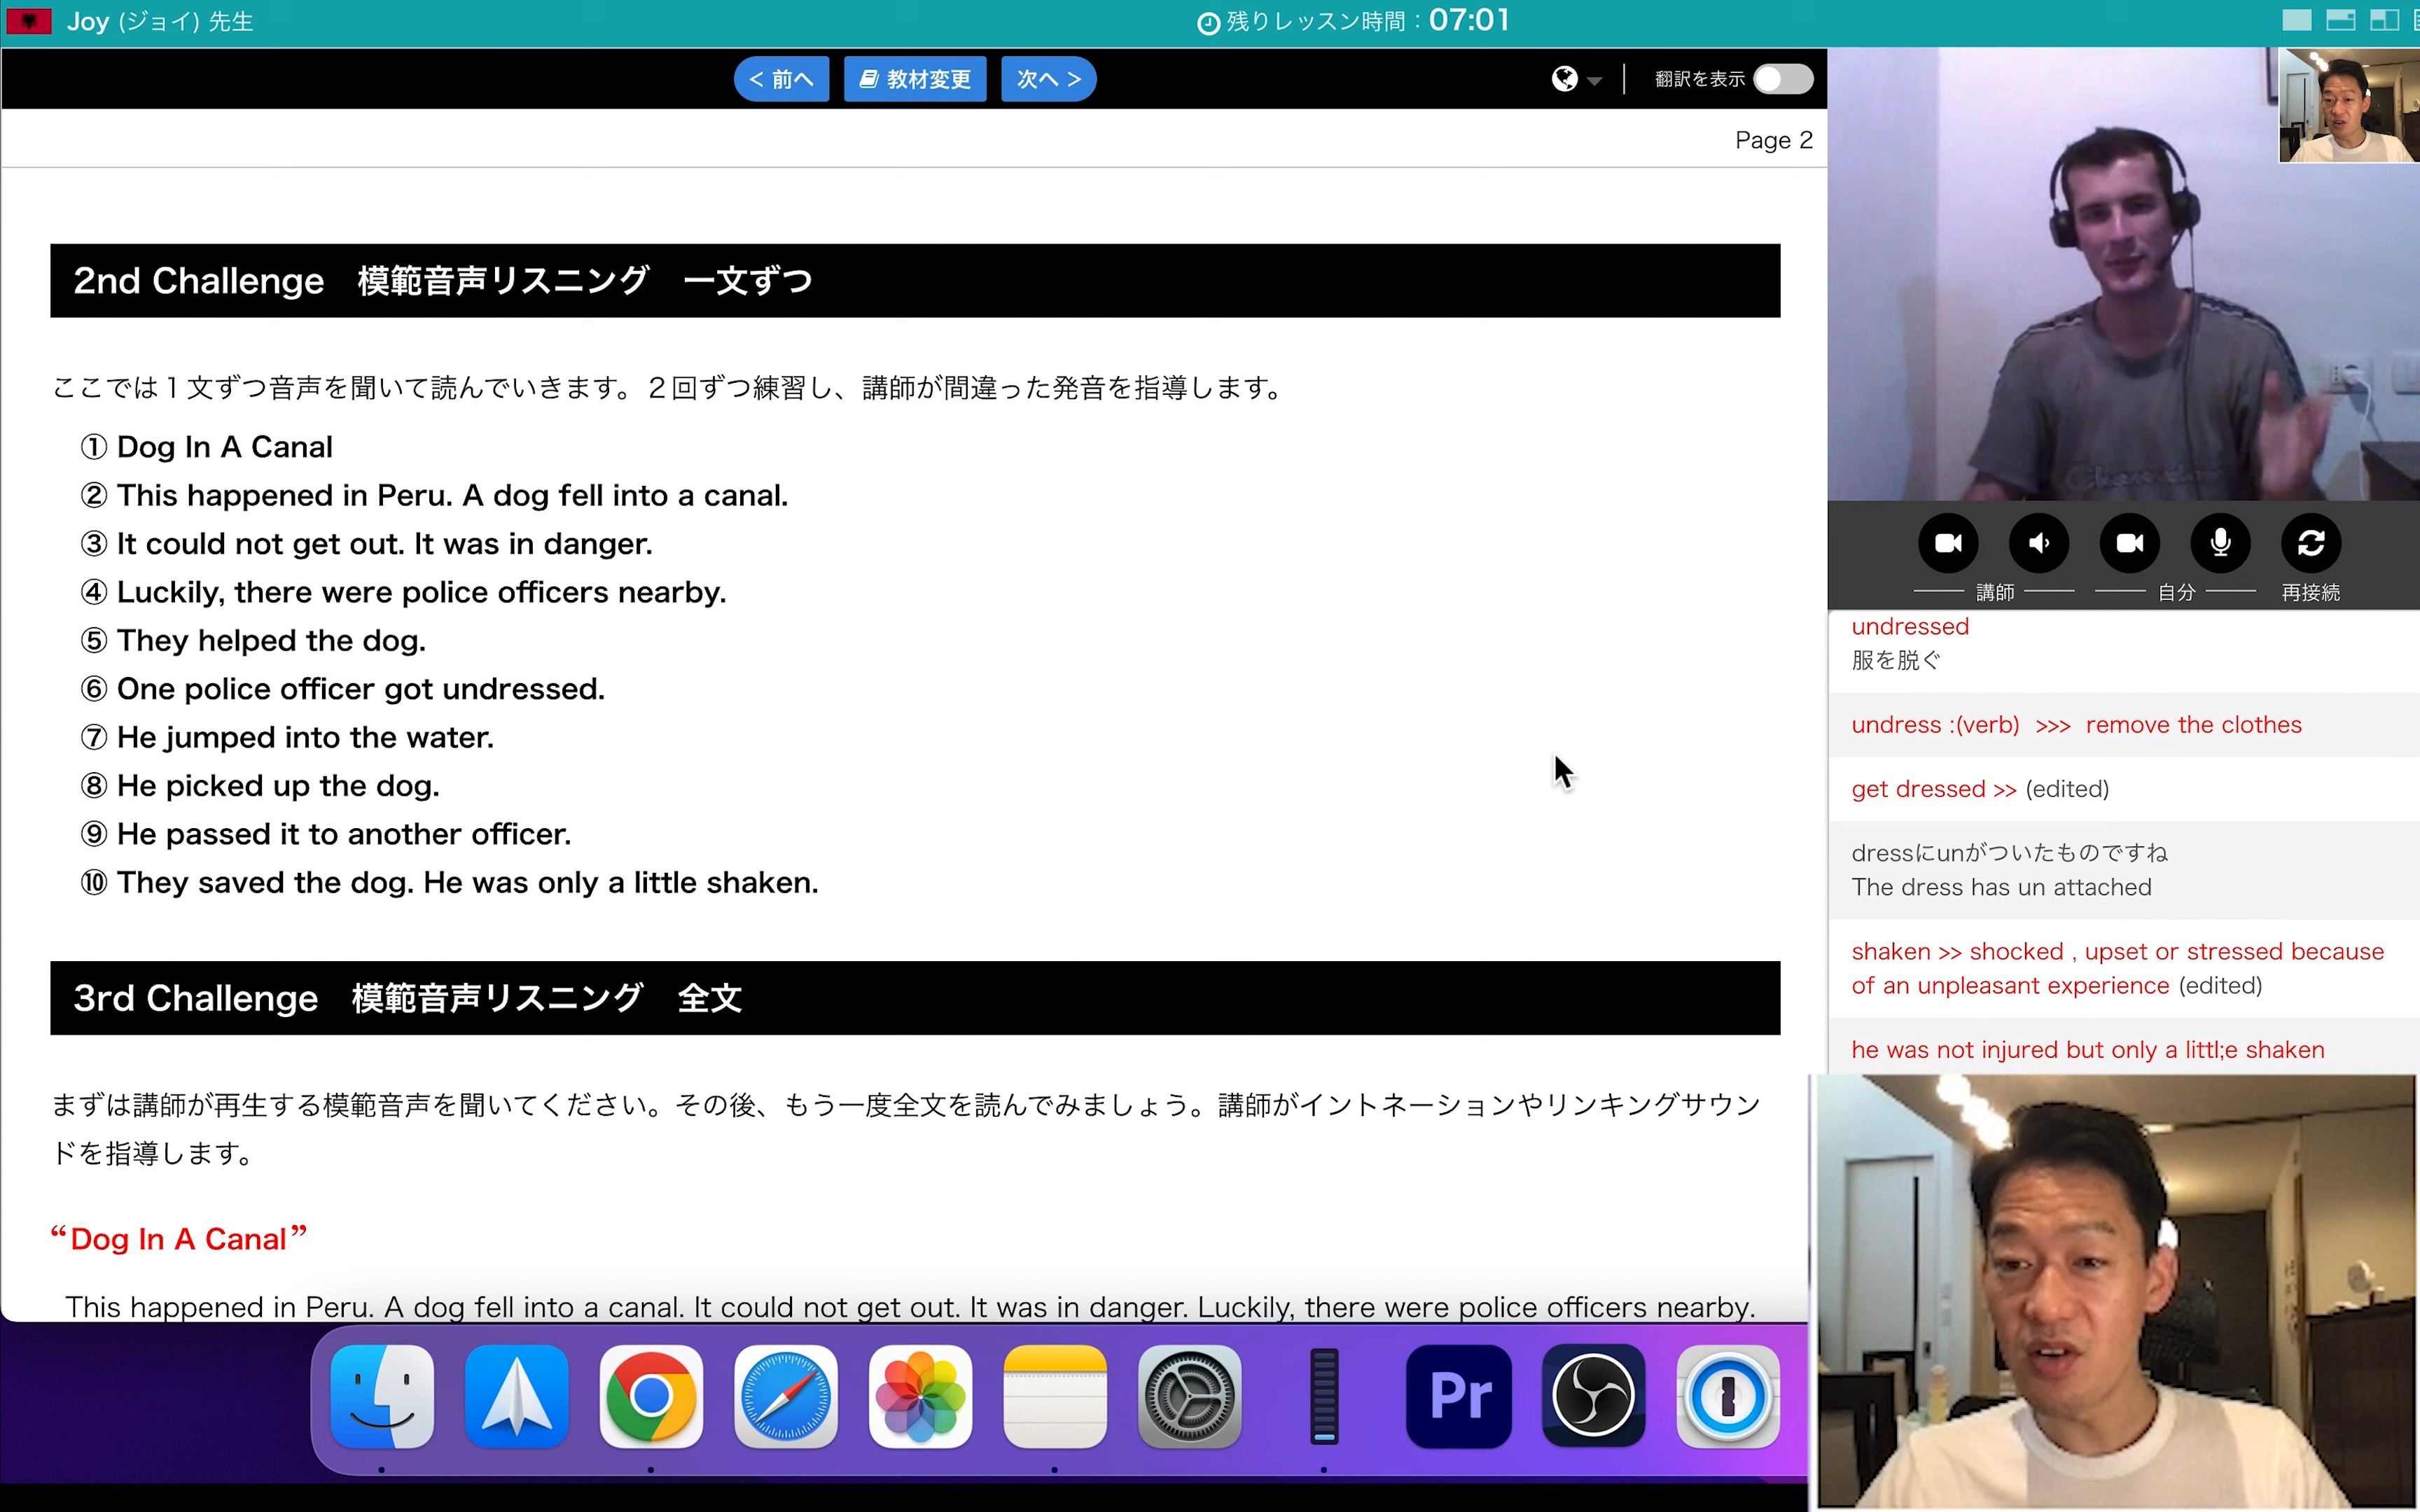 Joy (ジョイ) 先生
残りレッスン時間 : 07:01
< 前へ
教材変更
次へ >
翻訳を表示
Page 2
2nd Challenge 模範音声リスニング 一文ずつ
ここでは１文ずつ音声を聞いて読んでいきます。２回ずつ練習し、講師が間違った発音を指導します。
① Dog In A Canal
② This happened in Peru. A dog fell into a canal.
③ It could not get out. It was in danger.
④ Luckily, there were police officers nearby.
⑤ They helped the dog.
⑥ One police officer got undressed.
⑦ He jumped into the water.
⑧ He picked up the dog.
⑨ He passed it to another officer.
⑩ They saved the dog. He was only a little shaken.
3rd Challenge 模範音声リスニング 全文
まずは講師が再生する模範音声を聞いてください。その後、もう一度全文を読んでみましょう。講師がイントネーションやリンキングサウン
ドを指導します。
“Dog In A Canal”
This happened in Peru. A dog fell into a canal. It could not get out. It was in danger. Luckily, there were police officers nearby.
講師
自分
再接続
undressed
服を脱ぐ
undress :(verb) >>> remove the clothes
get dressed >> (edited)
dressにunがついたものですね
The dress has un attached
shaken >> shocked , upset or stressed because
of an unpleasant experience (edited)
he was not injured but only a littl;e shaken
Pr